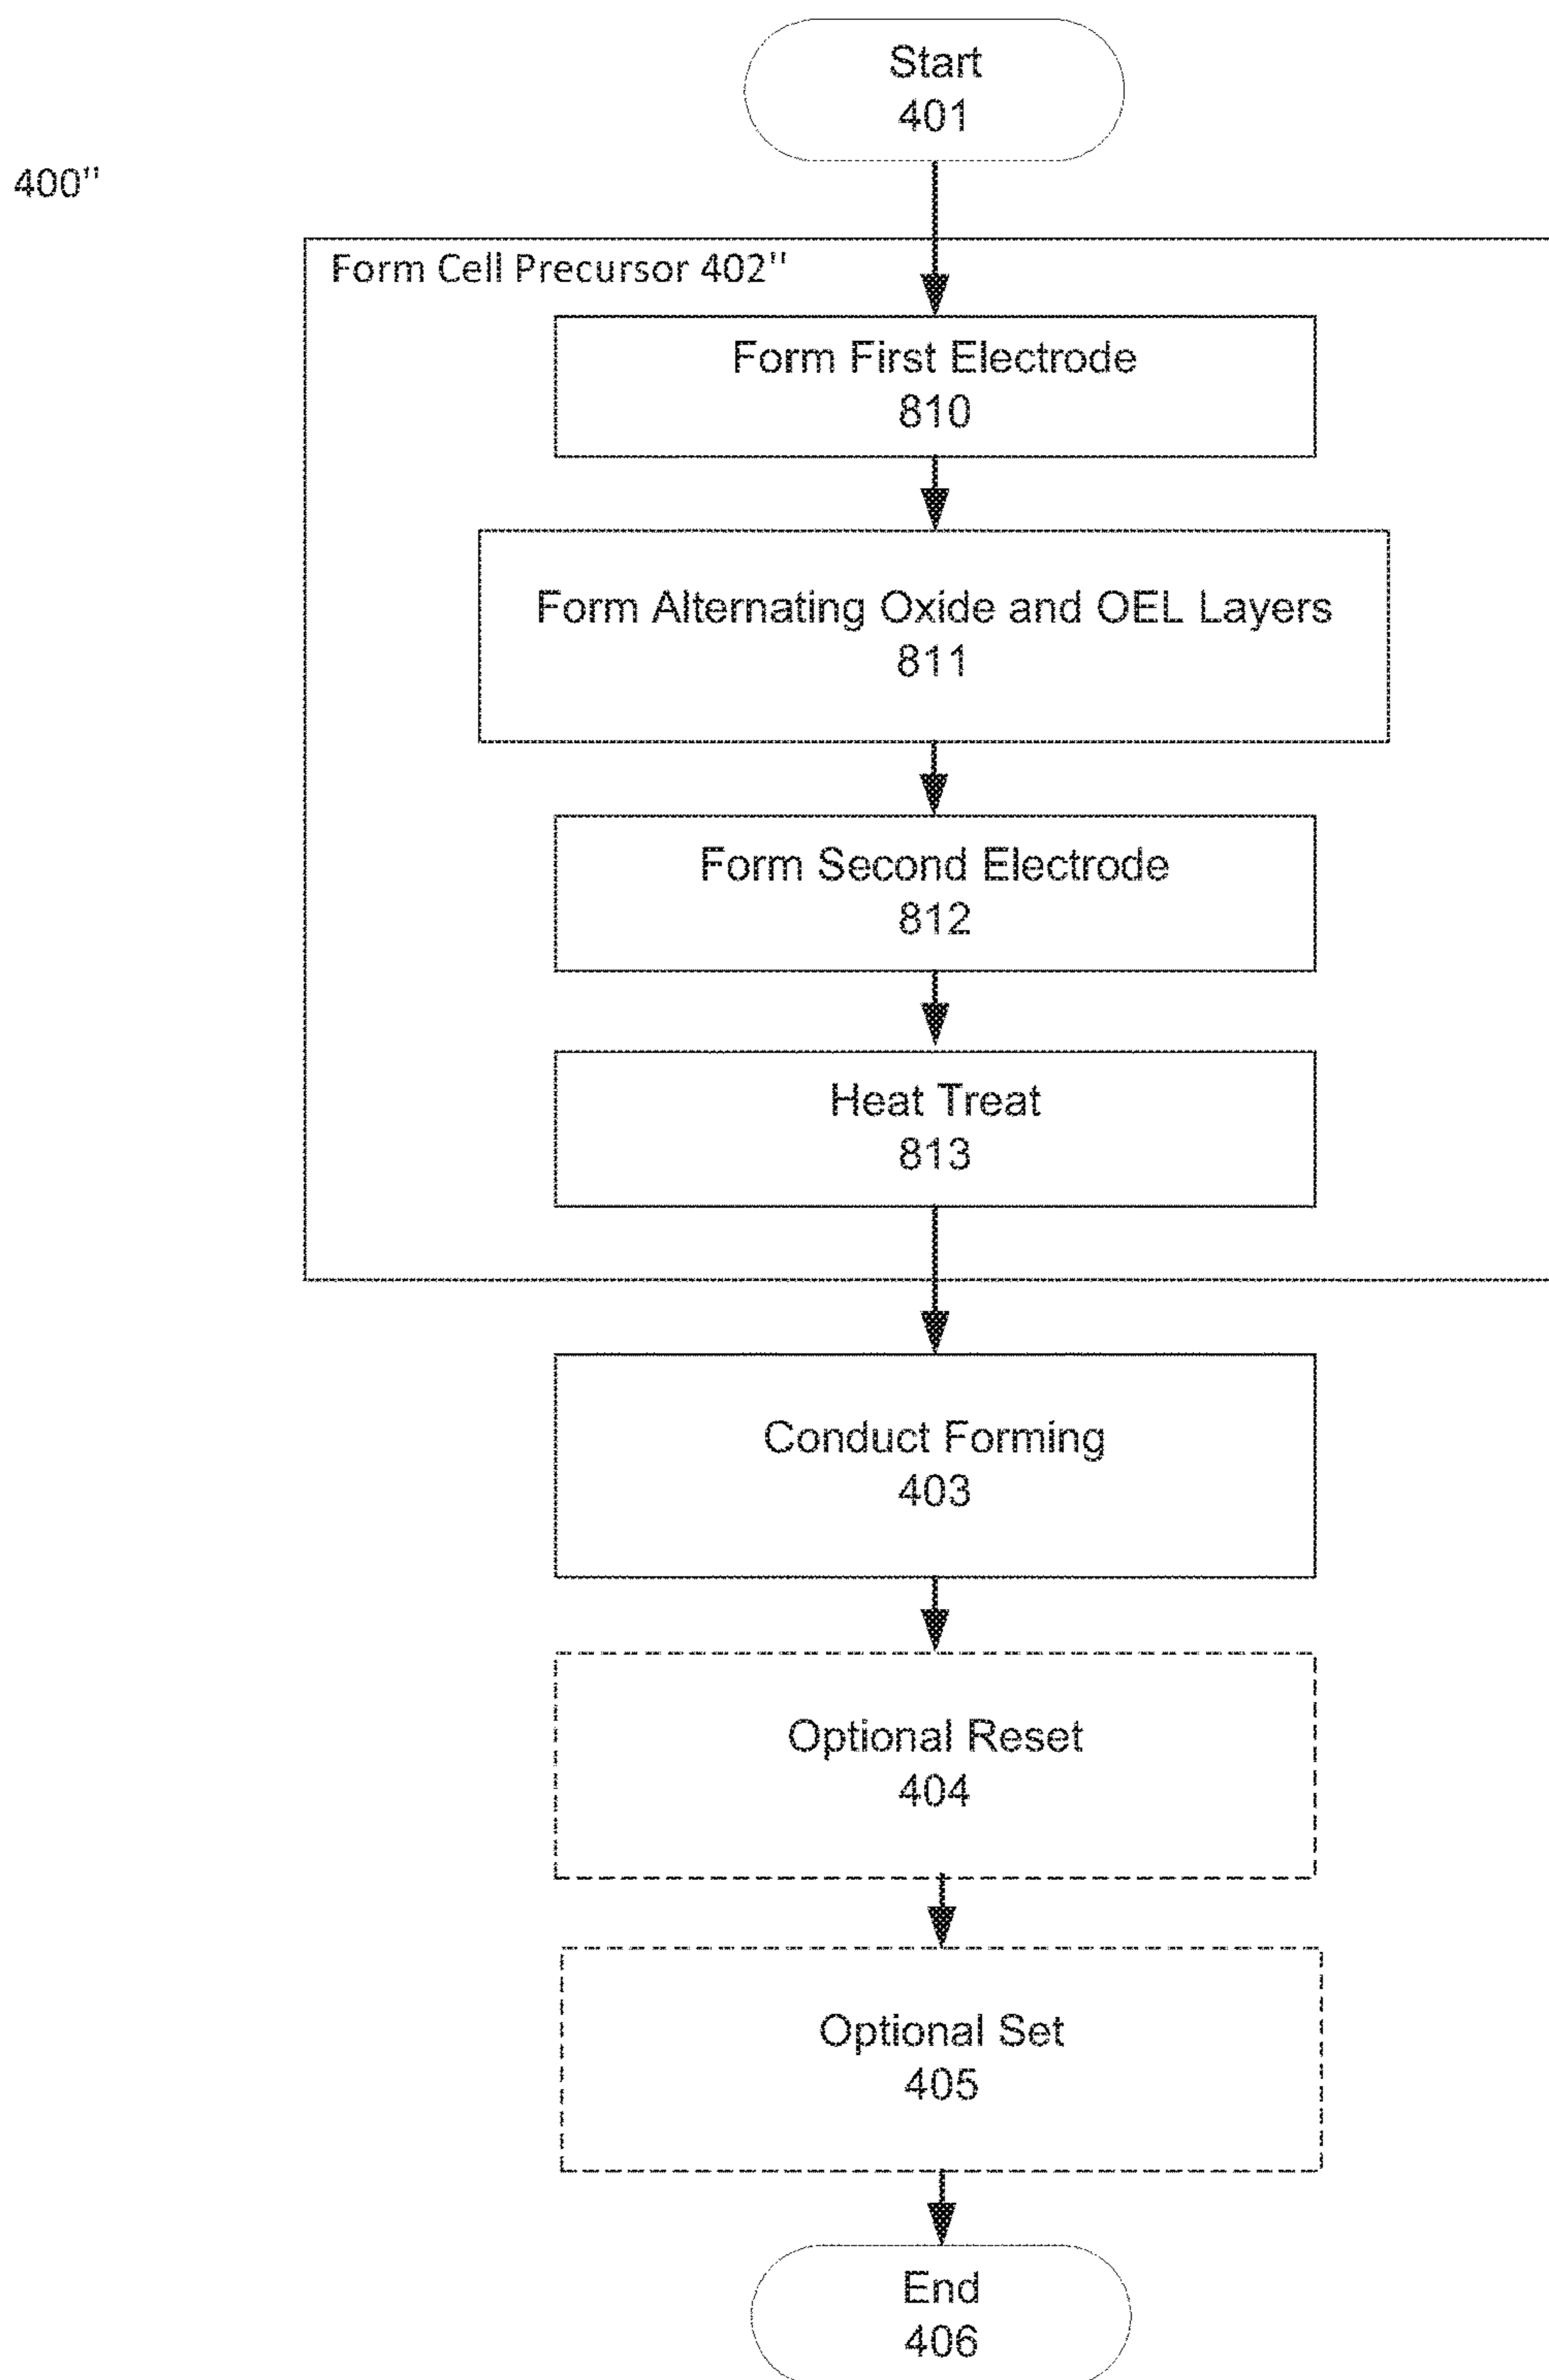 Start
401
400"
Form Cell Precursor 402"
Form First Electrode
810
Form Alternating Oxide and OEL Layers
811
Form Second Electrode
812
Heat Treat
813
Conduct Forming
403
Optional Reset
404
Optional Set
405
End
406